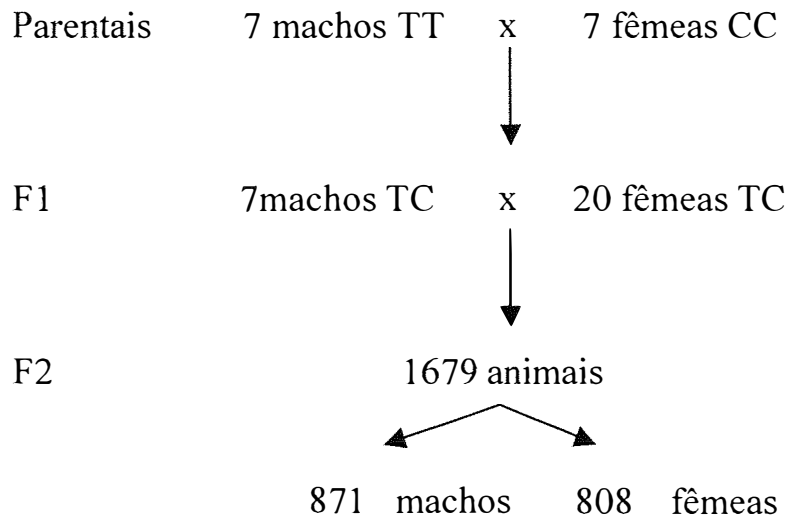 Parentais 7 machos TT x 7 fêmeas CC
F1 7machos TC x 20 fêmeas TC
F2 1679 animais
871 machos 808 fêmeas